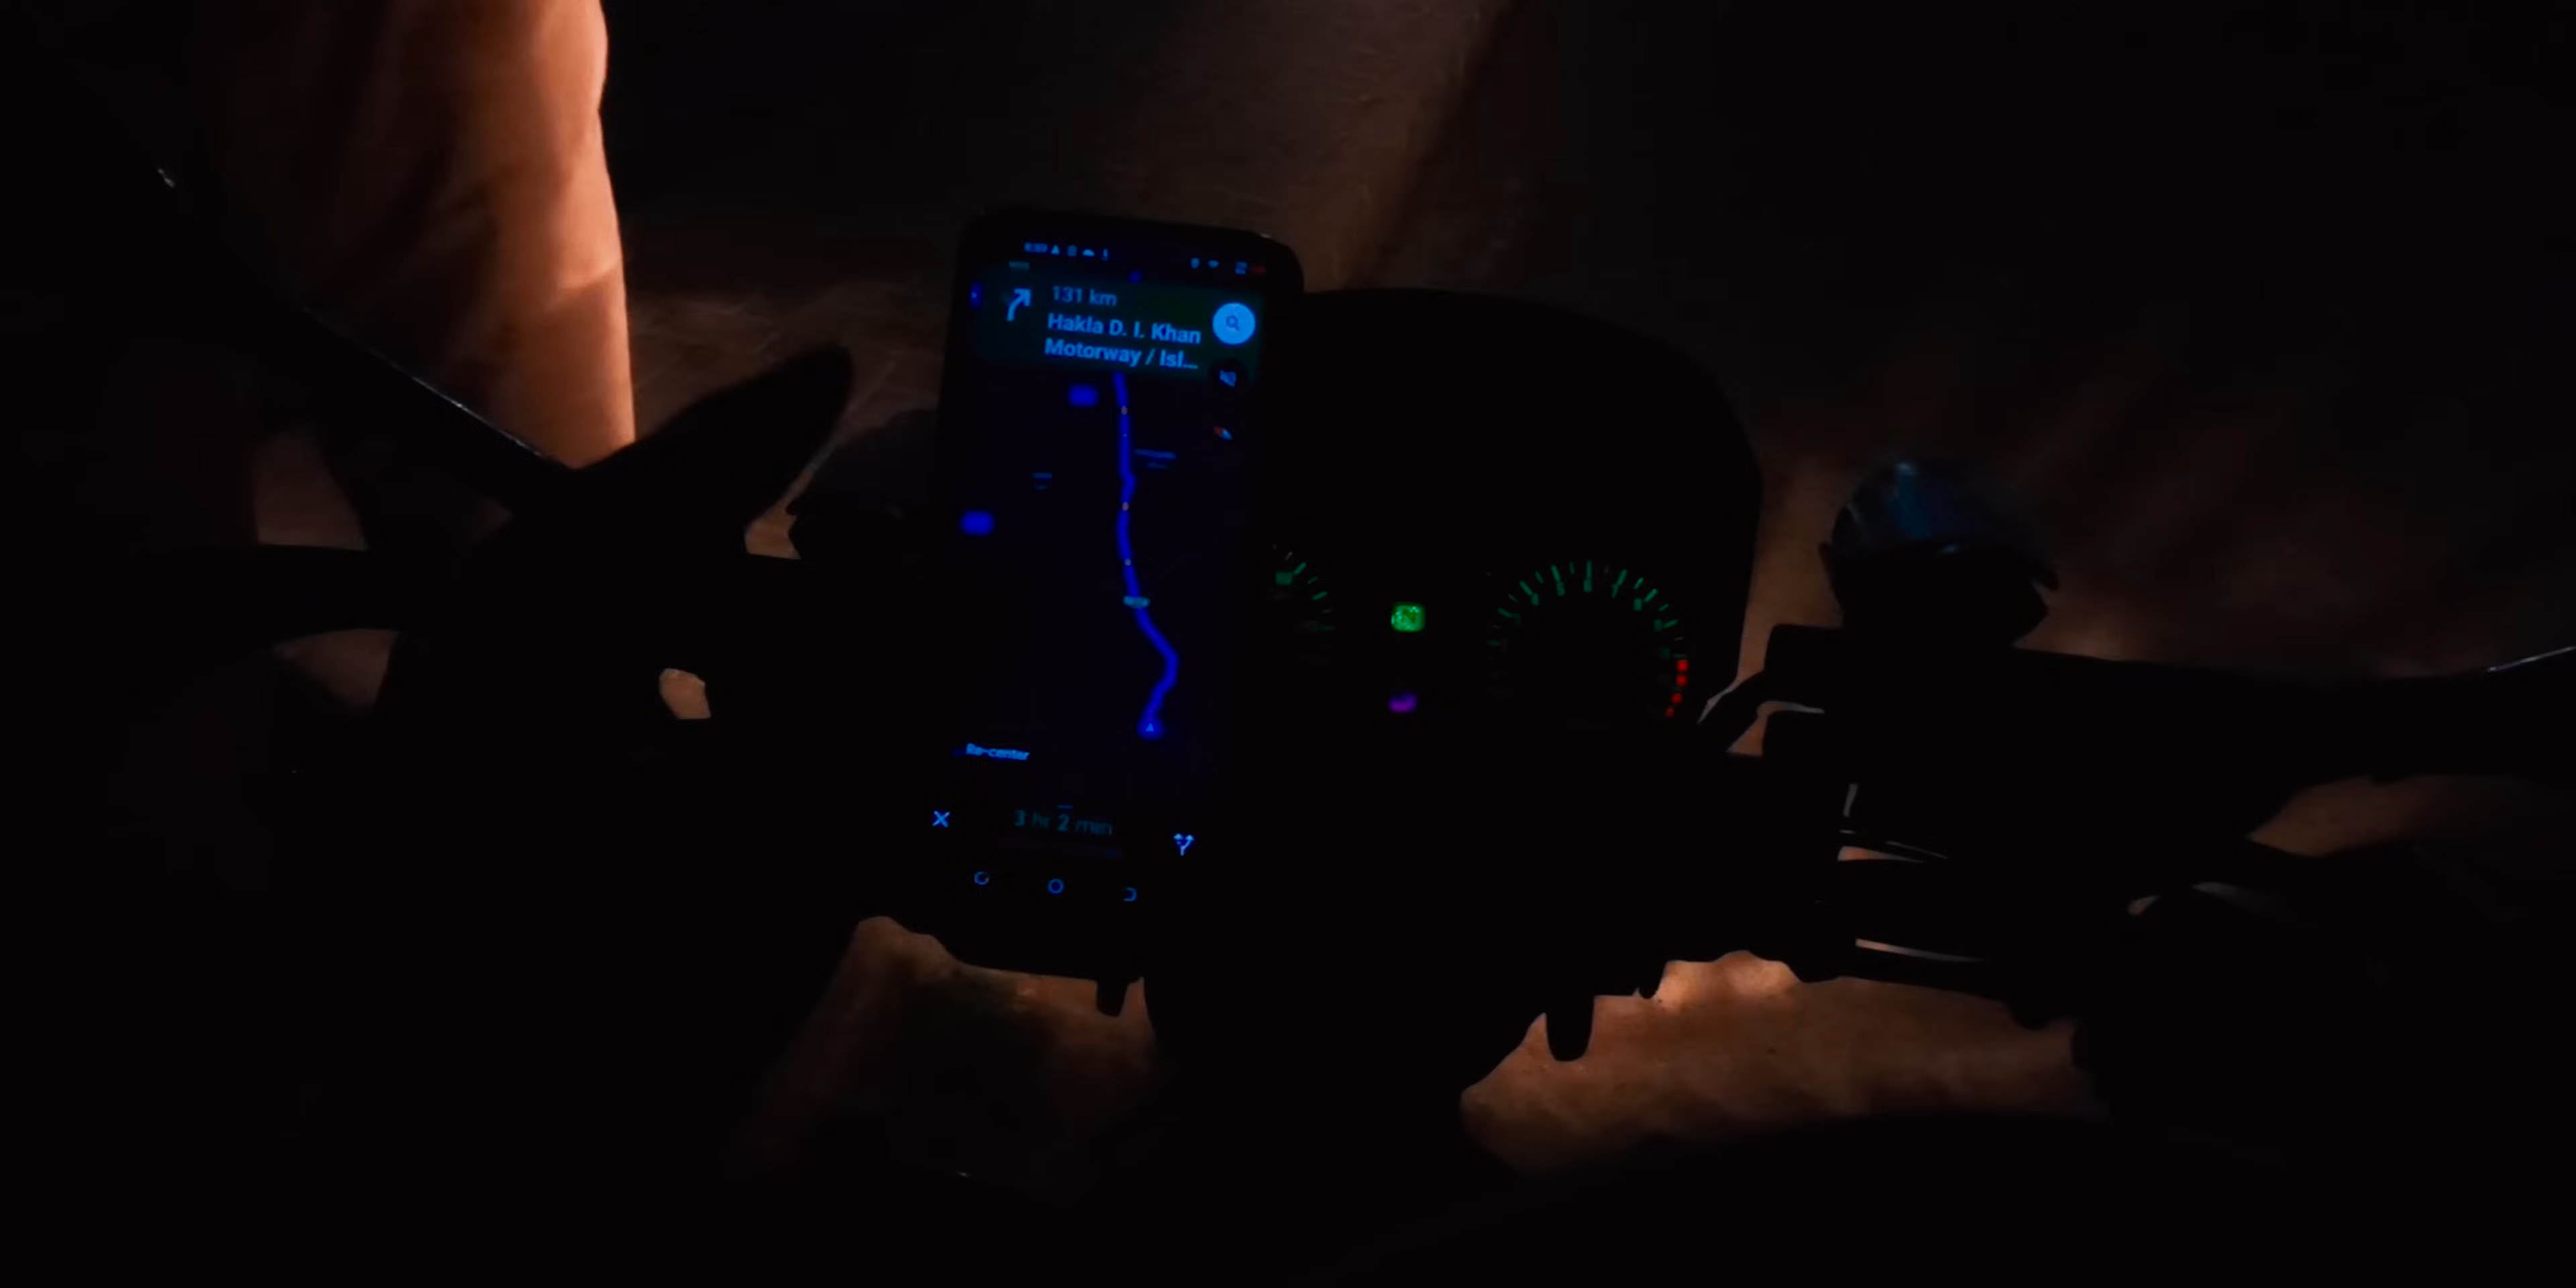 131 km
Hakla D. I. Khan
Motorway / Isl...
Re-center
3 hr 2 min
N